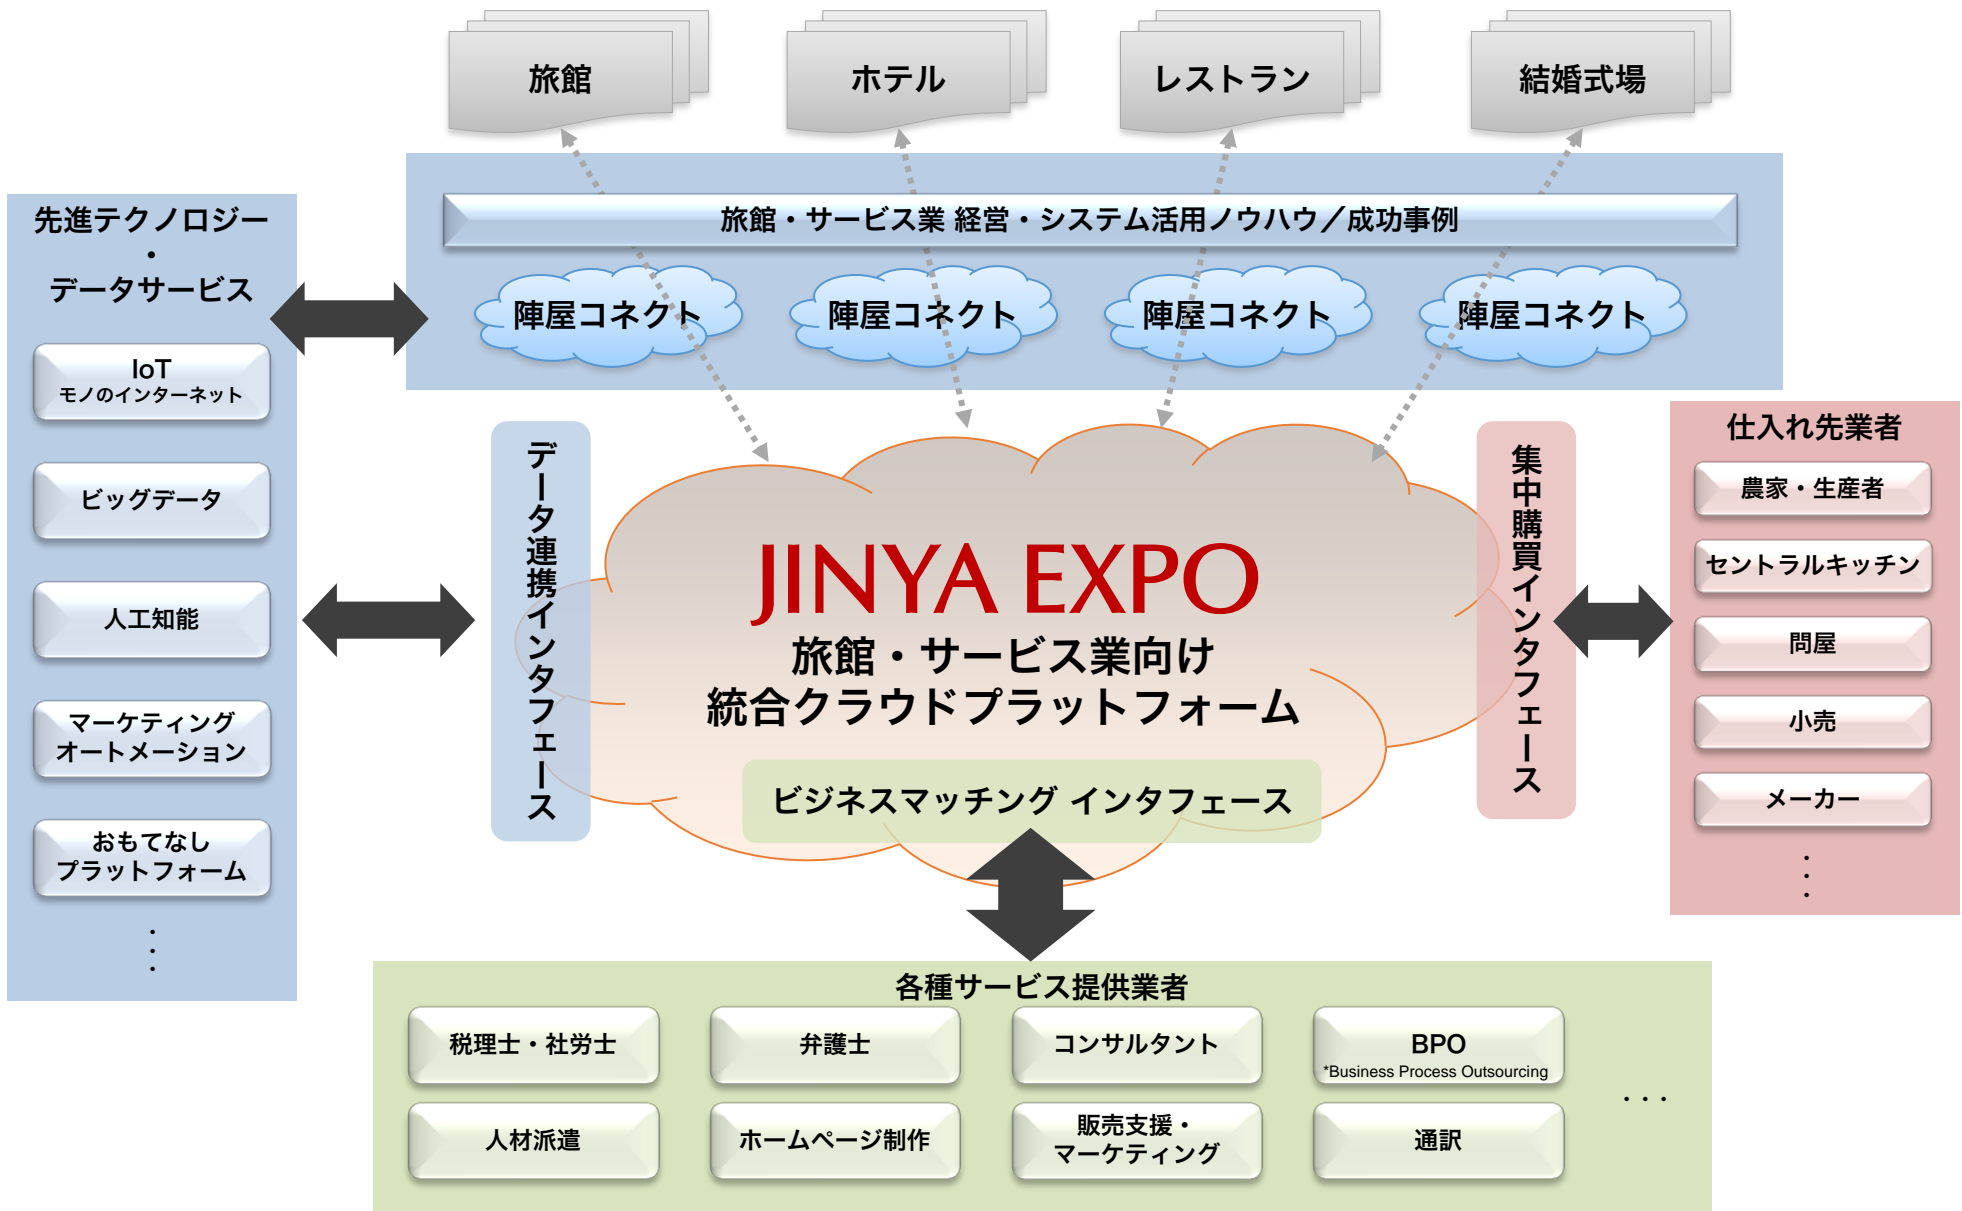 旅館
ホテル
レストラン
結婚式場
旅館・サービス業 経営・システム活用ノウハウ／成功事例
陣屋コネクト
陣屋コネクト
陣屋コネクト
陣屋コネクト
先進テクノロジー
・
データサービス
IoT
モノのインターネット
ビッグデータ
人工知能
マーケティング
オートメーション
おもてなし
プラットフォーム
・
・
・
データ連携インタフェース
JINYA EXPO
旅館・サービス業向け
統合クラウドプラットフォーム
ビジネスマッチング インタフェース
集中購買インタフェース
仕入れ先業者
農家・生産者
セントラルキッチン
問屋
小売
メーカー
・
・
・
各種サービス提供業者
税理士・社労士
弁護士
コンサルタント
BPO
*Business Process Outsourcing
人材派遣
ホームページ制作
販売支援・
マーケティング
通訳
・・・